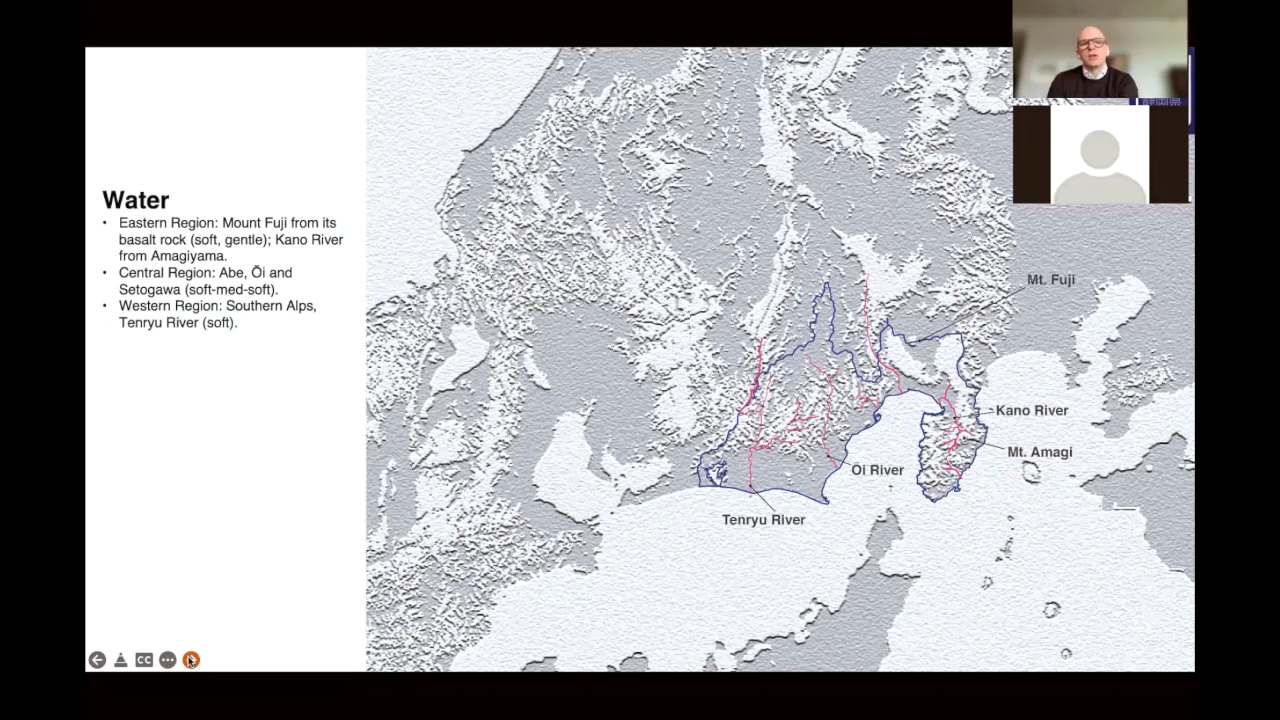 Water
• Eastern Region: Mount Fuji from its
basalt rock (soft, gentle); Kano River
from Amagiyama.
• Central Region: Abe, Ōi and
Setogawa (soft-med-soft).
• Western Region: Southern Alps,
Tenryu River (soft).
Mt. Fuji
Kano River
Mt. Amagi
Ōi River
Tenryu River
CC